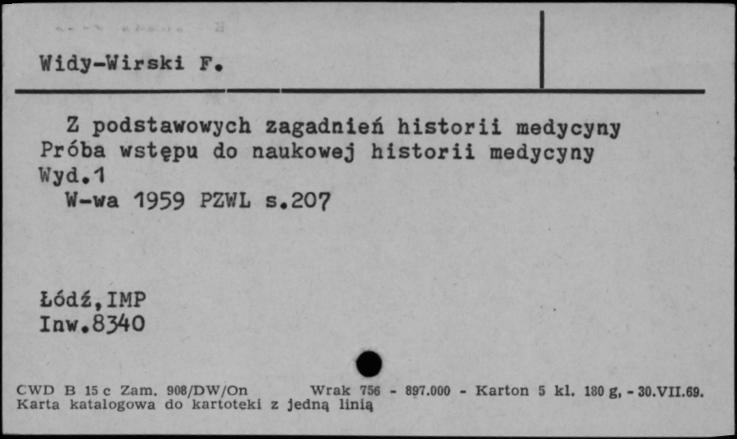 Widy-Wirski F.
Z podstawowych zagadnień historii medycyny
Próba wstępu do naukowej historii medycyny
Wyd.1
W-wa 1959 PZWL s.207
Łódź,IMP
Inw.8340
CWD B 15 c Zam. 908/DW/On Wrak 756 - 897.000 - Karton 5 kl. 180 g, - 30.VII.69.
Karta katalogowa do kartoteki z jedną linią